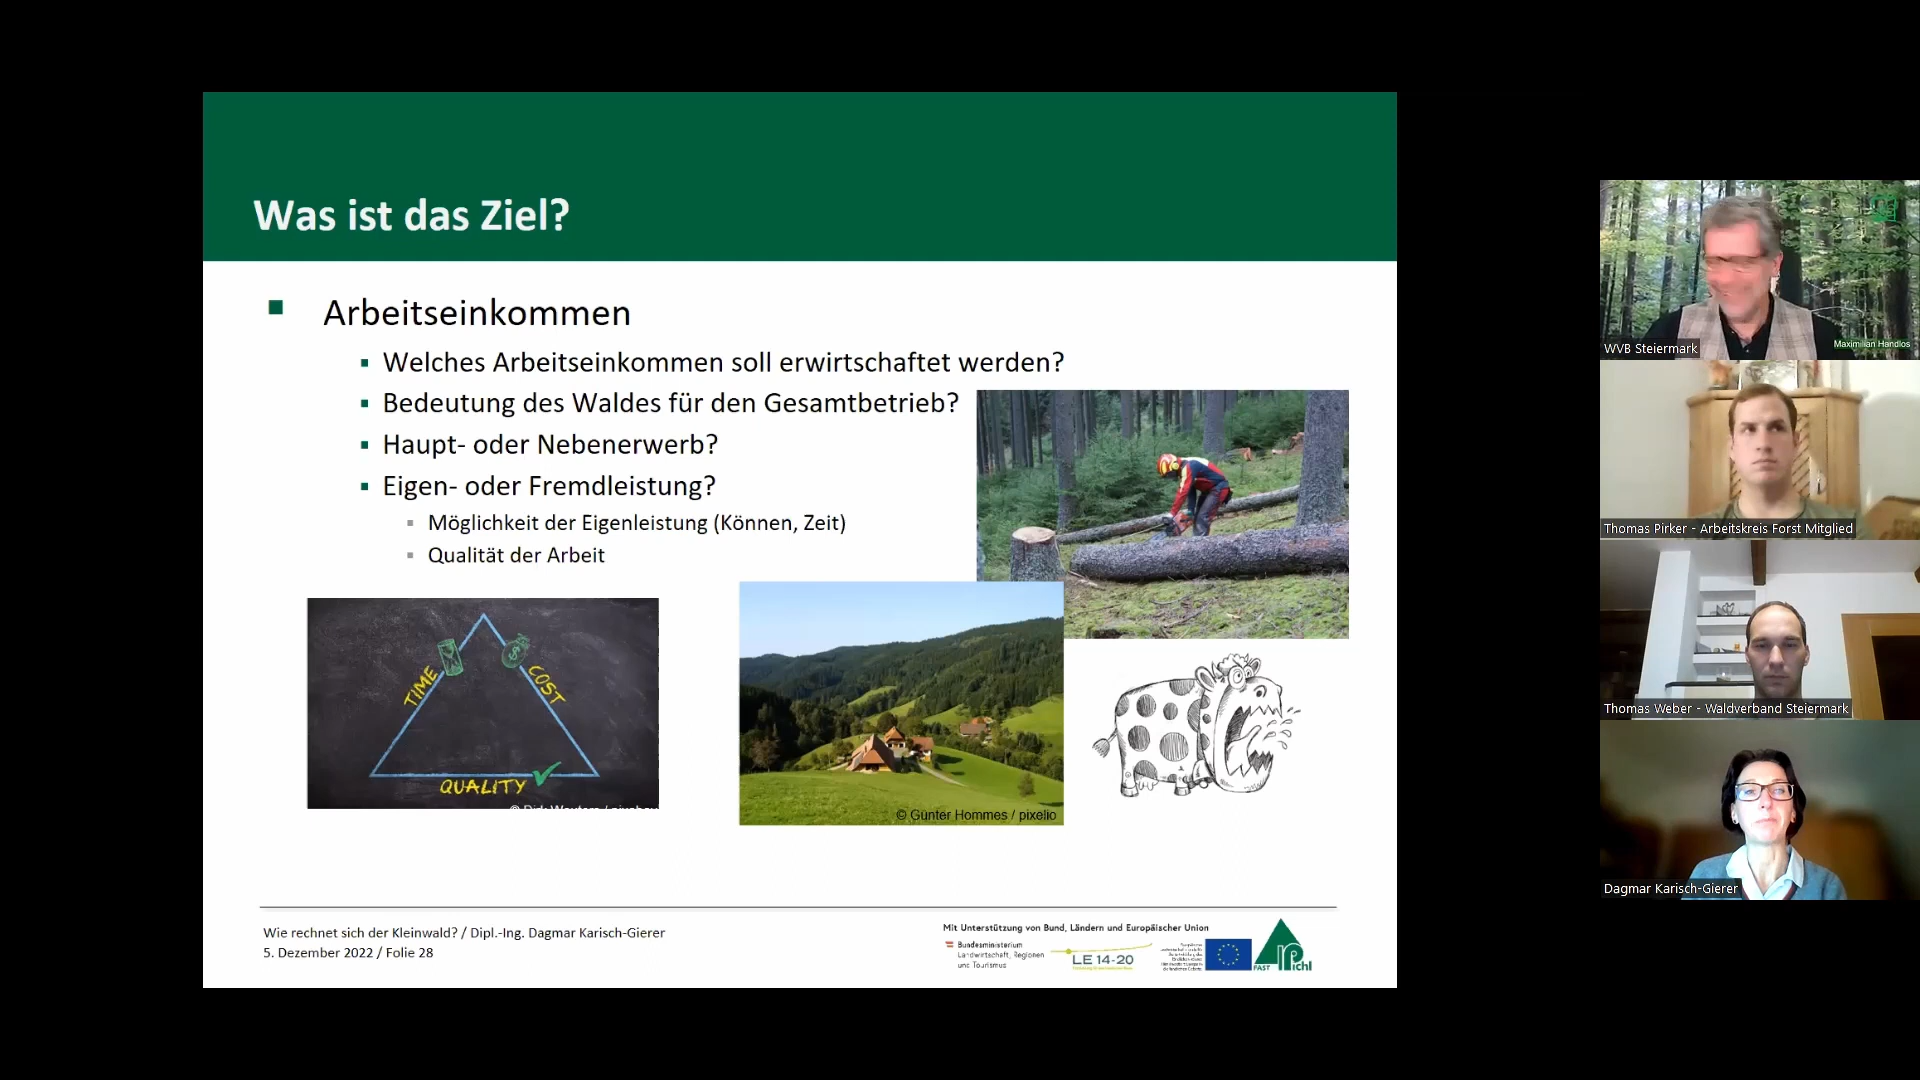 Was ist das Ziel?
Arbeitseinkommen
Welches Arbeitseinkommen soll erwirtschaftet werden?
Bedeutung des Waldes für den Gesamtbetrieb?
Haupt- oder Nebenerwerb?
Eigen- oder Fremdleistung?
Möglichkeit der Eigenleistung (Können, Zeit)
Qualität der Arbeit
TIME
COST
QUALITY
© Günter Hommes / pixelio
Wie rechnet sich der Kleinwald? / Dipl.-Ing. Dagmar Karisch-Gierer
5. Dezember 2022 / Folie 28
Mit Unterstützung von Bund, Ländern und Europäischer Union
Bundesministerium
Landwirtschaft, Regionen
und Tourismus
LE 14-20
FAST Pichl
Maximilian Handlos
WVB Steiermark
Thomas Pirker - Arbeitskreis Forst Mitglied
Thomas Weber - Waldverband Steiermark
Dagmar Karisch-Gierer